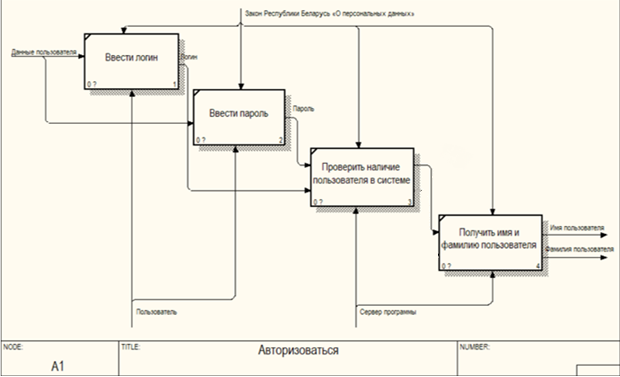 Закон Республики Беларусь «О персональных данных»
Данные пользователя
Ввести логин
0 ?
1
Логин
Ввести пароль
0 ?
2
Пароль
Проверить наличие
пользователя в системе
0 ?
3
Получить имя и
фамилию пользователя
0 ?
4
Имя пользователя
Фамилия пользователя
Пользователь
Сервер программы
NODE:
A1
TITLE:
Авторизоваться
NUMBER: